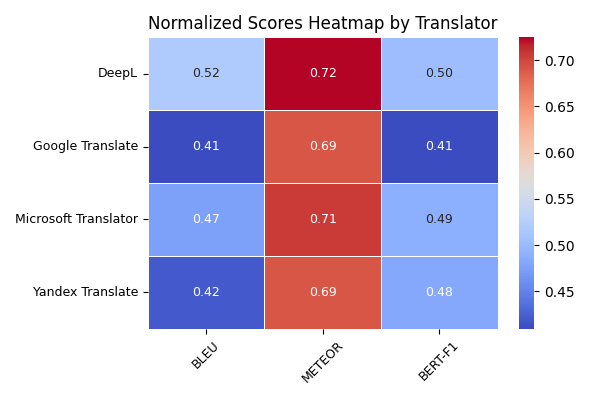 Normalized Scores Heatmap by Translator
DeepL 0.52 0.72 0.50
Google Translate 0.41 0.69 0.41
Microsoft Translator 0.47 0.71 0.49
Yandex Translate 0.42 0.69 0.48
BLEU METEOR BERT-F1
0.70
0.65
0.60
0.55
0.50
0.45